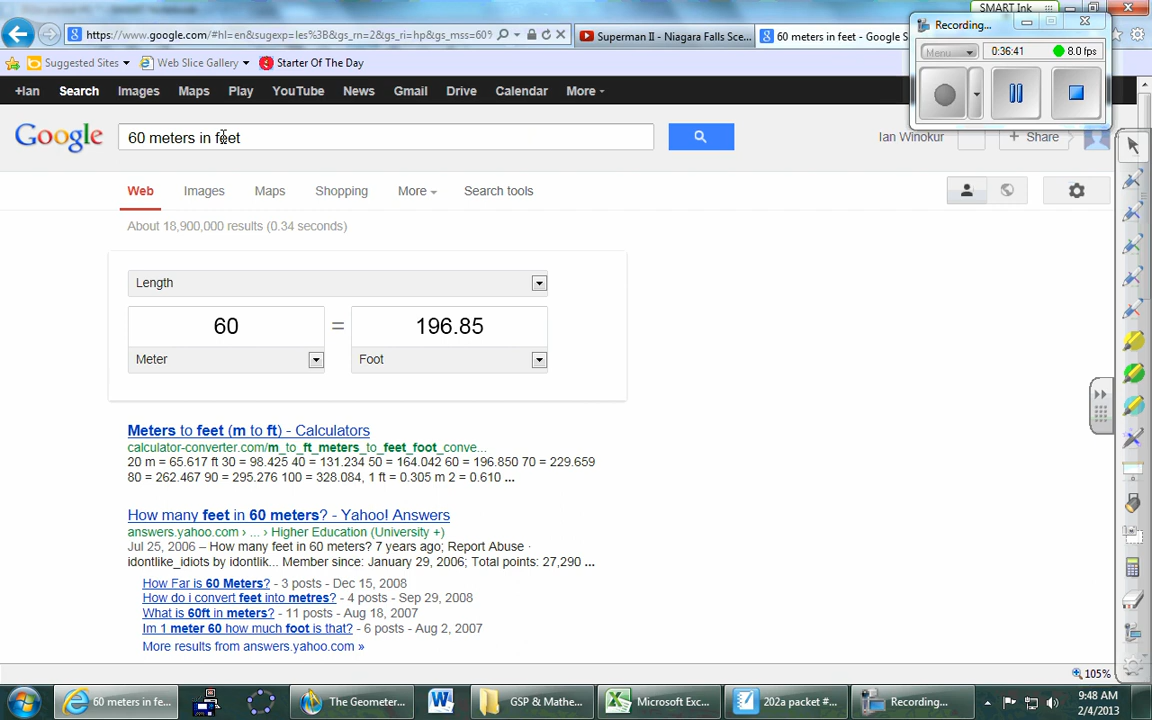 SMART Ink
Recording...
https://www.google.com/#hl=en&sugexp=les%3B&gs_rn=2&gs_ri=hp&gs_mss=60%
Superman II - Niagara Falls Sce...
60 meters in feet - Google S
Menu
0:36:41
8.0 fps
Suggested Sites
Web Slice Gallery
Starter Of The Day
+Ian Search Images Maps Play YouTube News Gmail Drive Calendar More
Google
60 meters in feet
Ian Winokur
+ Share
Web Images Maps Shopping More Search tools
About 18,900,000 results (0.34 seconds)
Length
60 = 196.85
Meter Foot
Meters to feet (m to ft) - Calculators
calculator-converter.com/m_to_ft_meters_to_feet_foot_conve...
20 m = 65.617 ft 30 = 98.425 40 = 131.234 50 = 164.042 60 = 196.850 70 = 229.659
80 = 262.467 90 = 295.276 100 = 328.084, 1 ft = 0.305 m 2 = 0.610 ...
How many feet in 60 meters? - Yahoo! Answers
answers.yahoo.com › ... › Higher Education (University +)
Jul 25, 2006 – How many feet in 60 meters? 7 years ago; Report Abuse ·
idontlike_idiots by idontlik... Member since: January 29, 2006; Total points: 27,290 ...
How Far is 60 Meters? - 3 posts - Dec 15, 2008
How do i convert feet into metres? - 4 posts - Sep 29, 2008
What is 60ft in meters? - 11 posts - Aug 18, 2007
Im 1 meter 60 how much foot is that? - 6 posts - Aug 2, 2007
More results from answers.yahoo.com »
105%
60 meters in fe...
The Geometer...
GSP & Mathe...
Microsoft Exc...
202a packet #...
Recording...
9:48 AM
2/4/2013